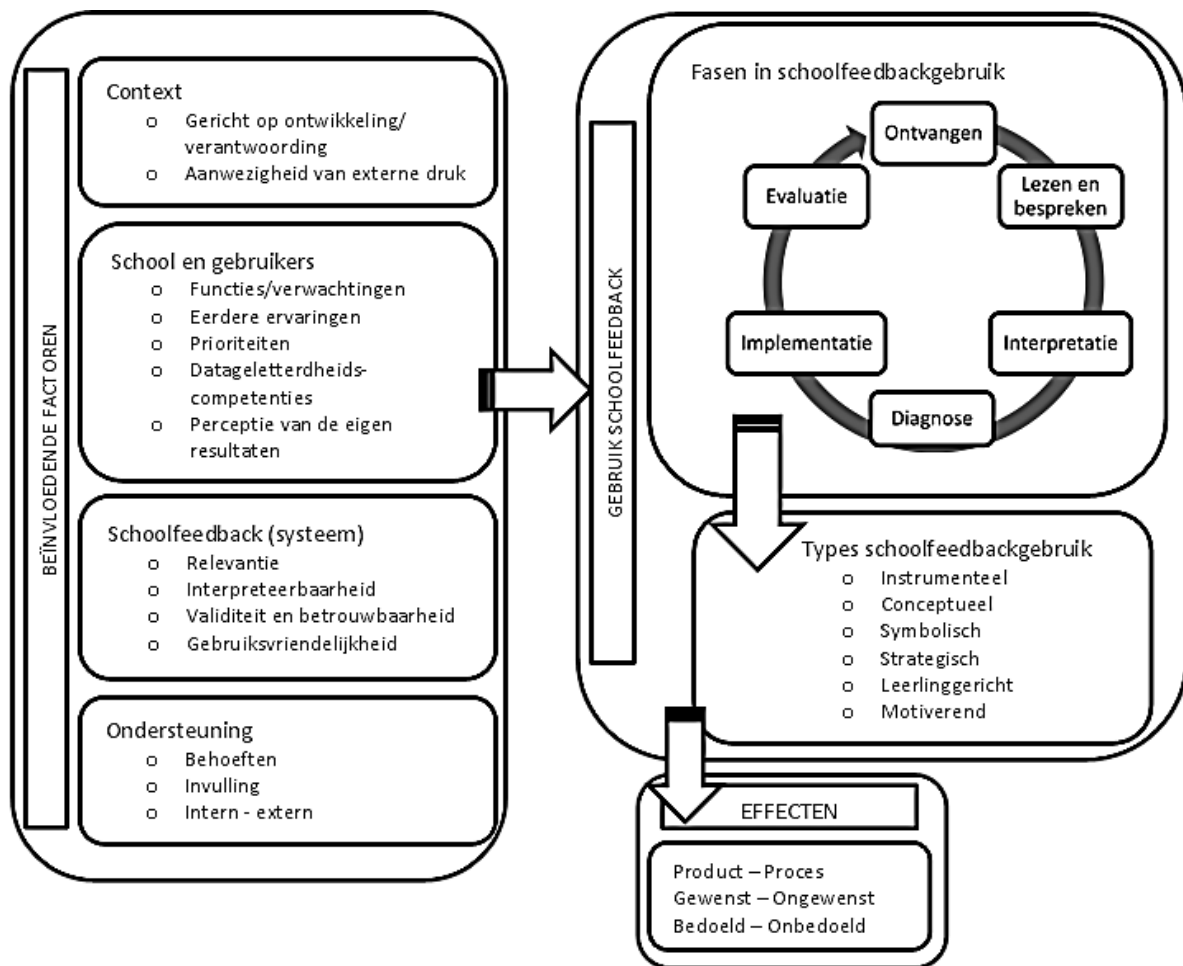 BEÏNVLOEDENDE FACTOREN
Context
o Gericht op ontwikkeling/
verantwoording
o Aanwezigheid van externe druk
School en gebruikers
o Functies/verwachtingen
o Eerdere ervaringen
o Prioriteiten
o Datageletterdheids-
competenties
o Perceptie van de eigen
resultaten
Schoolfeedback (systeem)
o Relevantie
o Interpreteerbaarheid
o Validiteit en betrouwbaarheid
o Gebruiksvriendelijkheid
Ondersteuning
o Behoeften
o Invulling
o Intern - extern
GEBRUIK SCHOOLFEEDBACK
Fasen in schoolfeedbackgebruik
Ontvangen
Lezen en
bespreken
Interpretatie
Diagnose
Implementatie
Evaluatie
Types schoolfeedbackgebruik
o Instrumenteel
o Conceptueel
o Symbolisch
o Strategisch
o Leerlinggericht
o Motiverend
EFFECTEN
Product – Proces
Gewenst – Ongewenst
Bedoeld – Onbedoeld